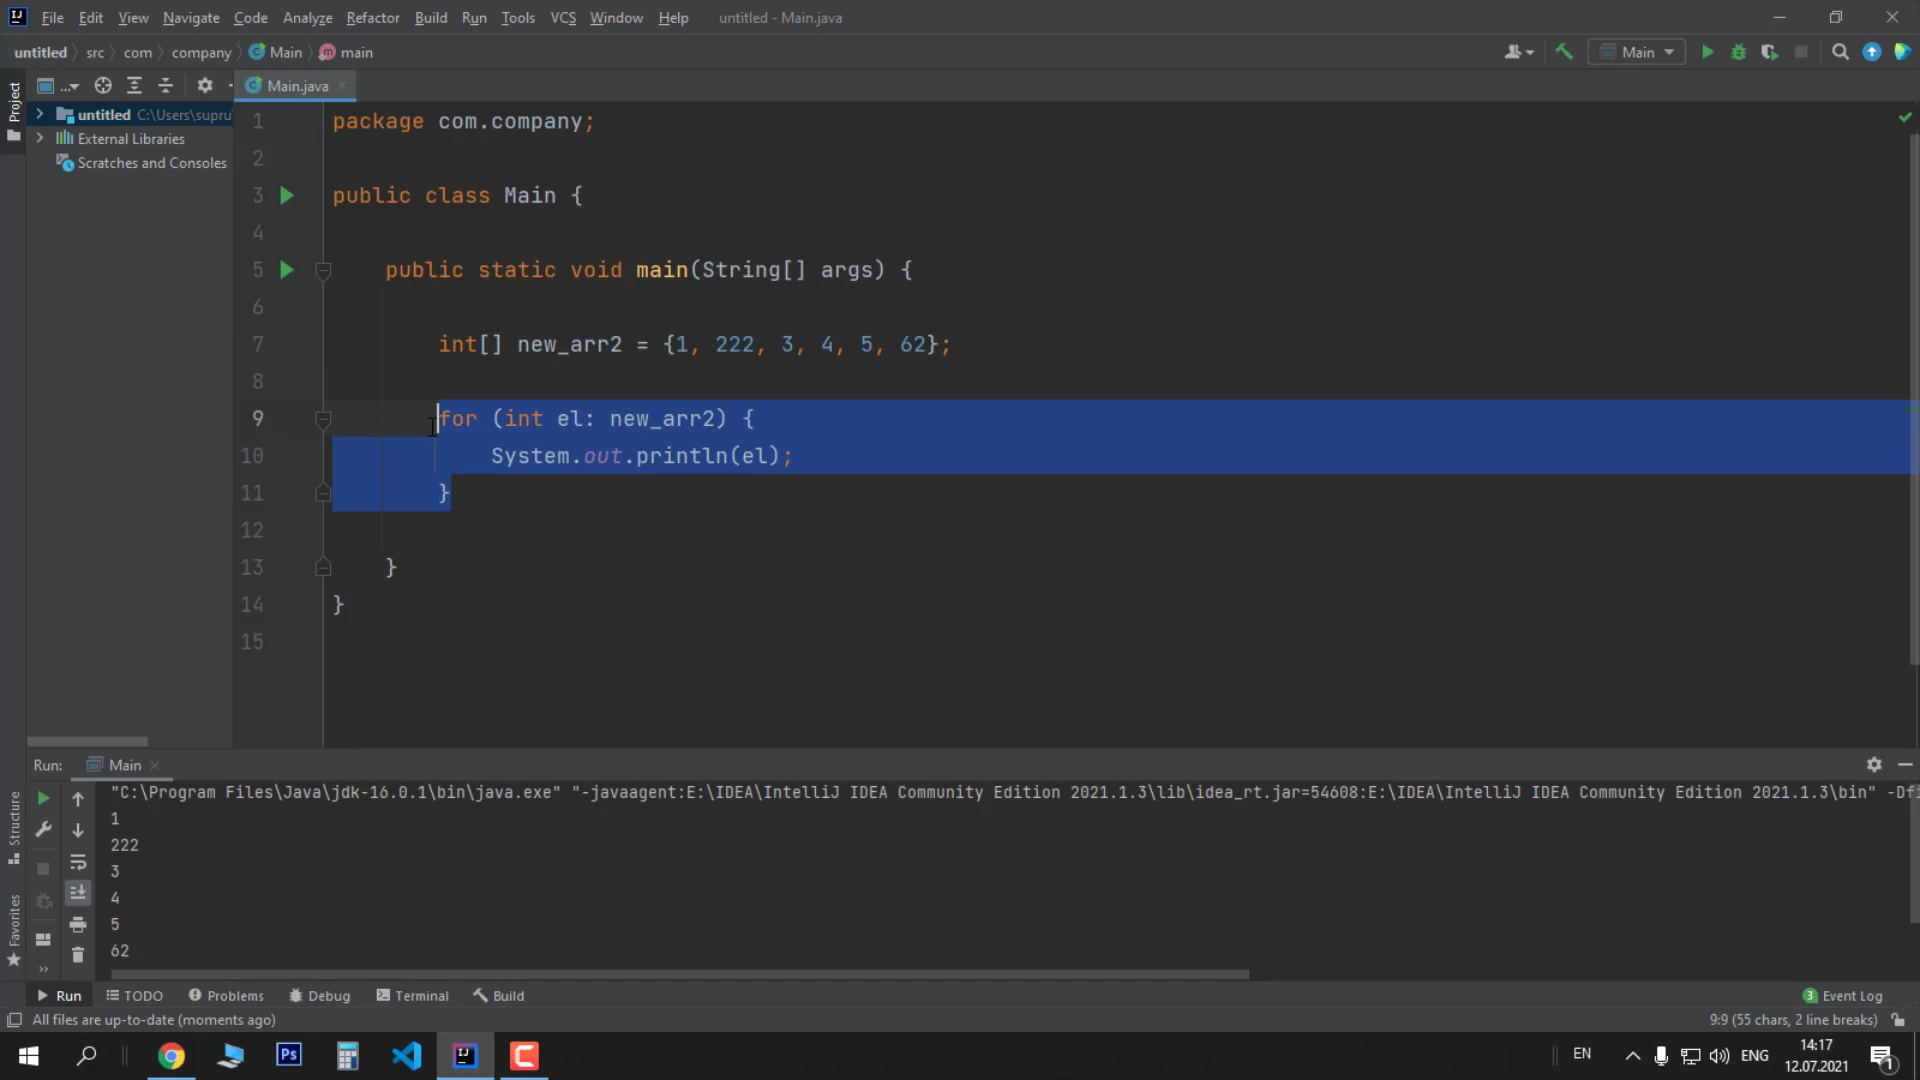 File Edit View Navigate Code Analyze Refactor Build Run Tools VCS Window Help untitled - Main.java
untitled src com company Main main Main
Project
... Main.java
untitled C:\Users\supru
External Libraries
Scratches and Consoles
1 package com.company;
2
3 public class Main {
4
5 public static void main(String[] args) {
6
7 int[] new_arr2 = {1, 222, 3, 4, 5, 62};
8
9 for (int el: new_arr2) {
10 System.out.println(el);
11 }
12
13 }
14 }
15
Run: Main
"C:\Program Files\Java\jdk-16.0.1\bin\java.exe" "-javaagent:E:\IDEA\IntelliJ IDEA Community Edition 2021.1.3\lib\idea_rt.jar=54608:E:\IDEA\IntelliJ IDEA Community Edition 2021.1.3\bin" -Dfi
1
222
3
4
5
62
Structure
Favorites
Run TODO Problems Debug Terminal Build 3 Event Log
All files are up-to-date (moments ago) 9:9 (55 chars, 2 line breaks)
Ps IJ EN ENG 14:17
12.07.2021 1